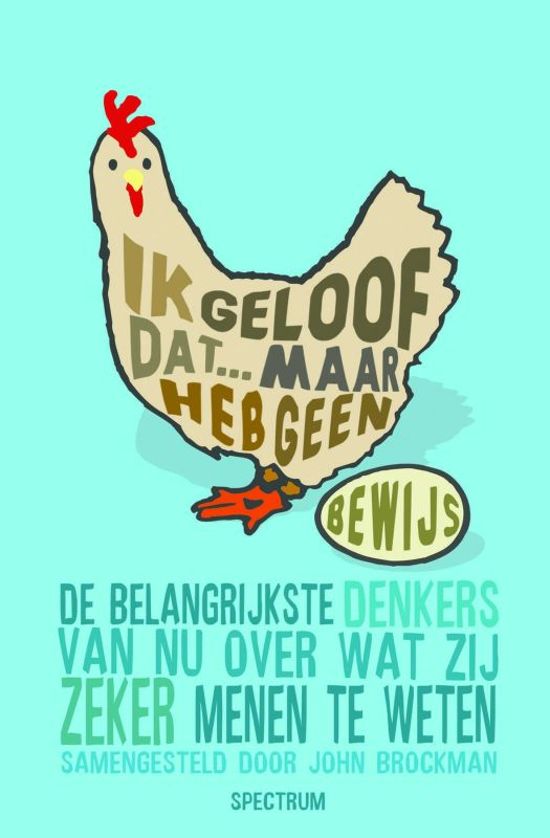 IK GELOOF
DAT... MAAR
HEB GEEN
BEWIJS
DE BELANGRIJKSTE DENKERS
VAN NU OVER WAT ZIJ
ZEKER MENEN TE WETEN
SAMENGESTELD DOOR JOHN BROCKMAN
SPECTRUM